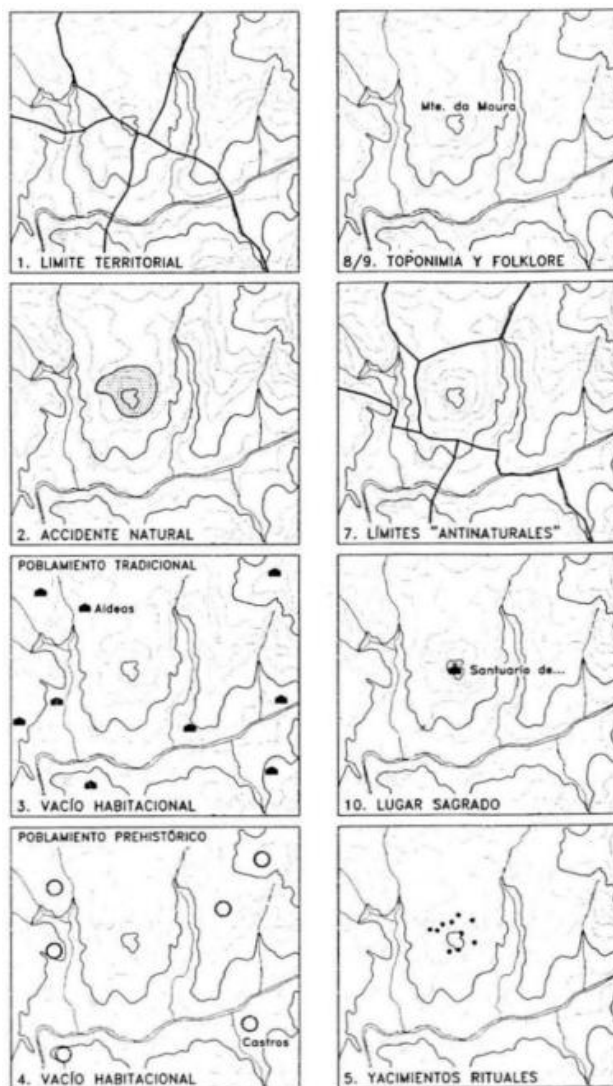 1. LIMITE TERRITORIAL
Mte. da Moura
8/9. TOPONIMIA Y FOLKLORE
2. ACCIDENTE NATURAL
7. LÍMITES "ANTINATURALES"
POBLAMIENTO TRADICIONAL
Aldeas
3. VACÍO HABITACIONAL
Santuario de...
10. LUGAR SAGRADO
POBLAMIENTO PREHISTÓRICO
Castros
4. VACÍO HABITACIONAL
5. YACIMIENTOS RITUALES